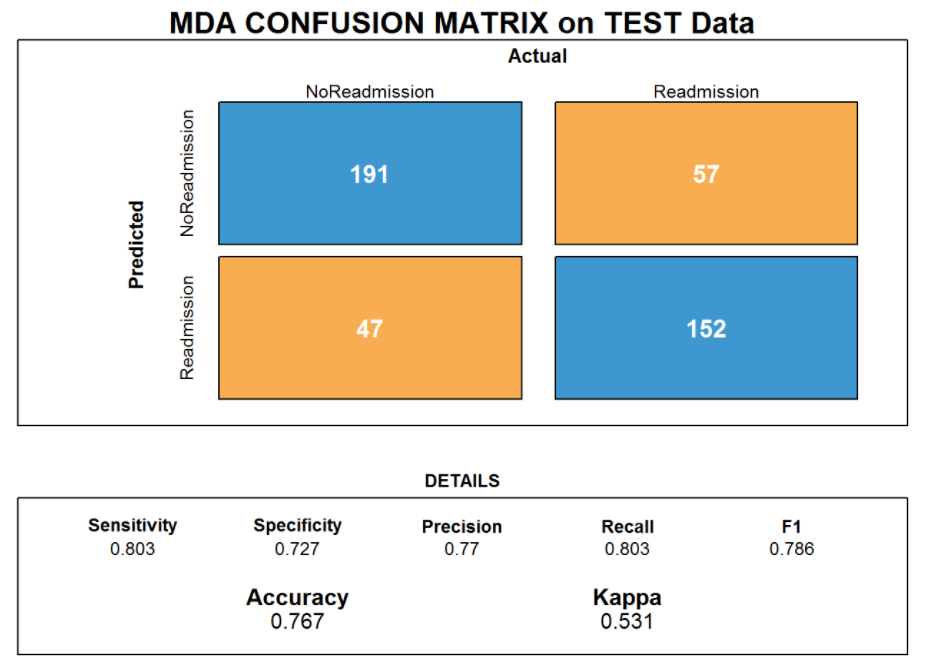 MDA CONFUSION MATRIX on TEST Data
Actual
NoReadmission Readmission
Predicted
NoReadmission
191 57
Readmission
47 152
DETAILS
Sensitivity Specificity Precision Recall F1
0.803 0.727 0.77 0.803 0.786
Accuracy Kappa
0.767 0.531